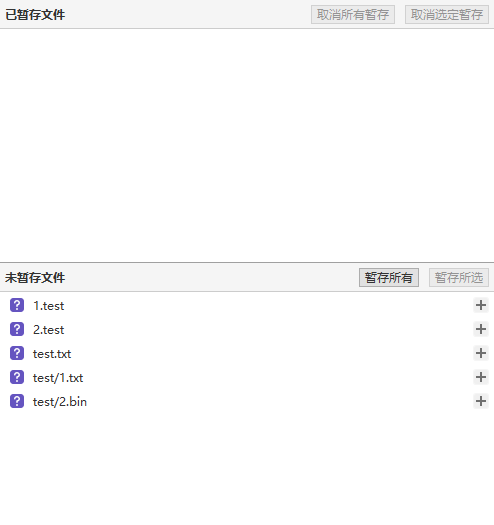 已暂存文件 取消所有暂存 取消选定暂存
未暂存文件 暂存所有 暂存所选
? 1.test +
? 2.test +
? test.txt +
? test/1.txt +
? test/2.bin +